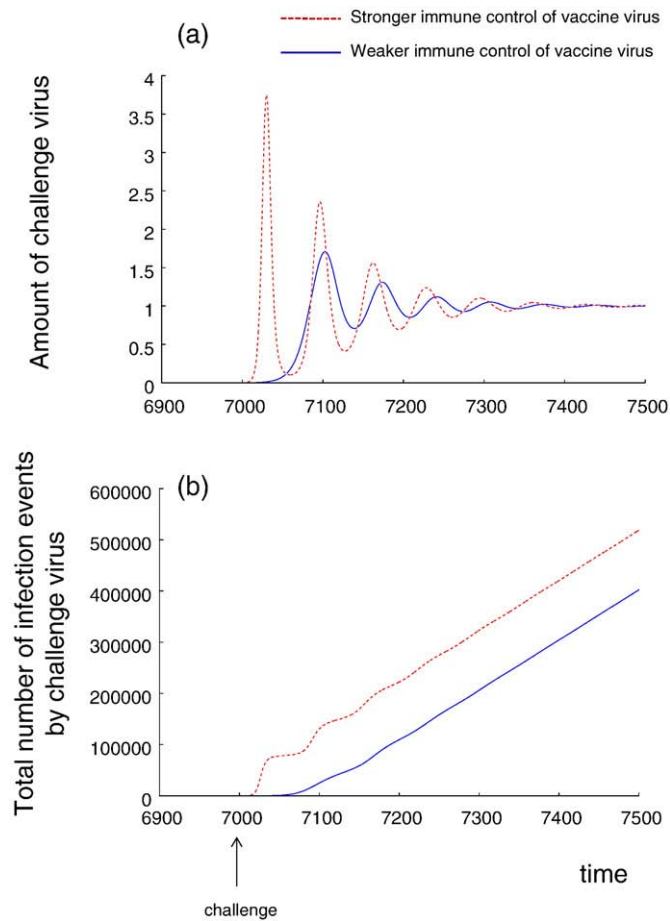 Stronger immune control of vaccine virus
Weaker immune control of vaccine virus
(a)
Amount of challenge virus
4
3.5
3
2.5
2
1.5
1
0.5
0
6900 7000 7100 7200 7300 7400 7500
(b)
Total number of infection events
by challenge virus
600000
500000
400000
300000
200000
100000
0
6900 7000 7100 7200 7300 7400 7500
time
challenge